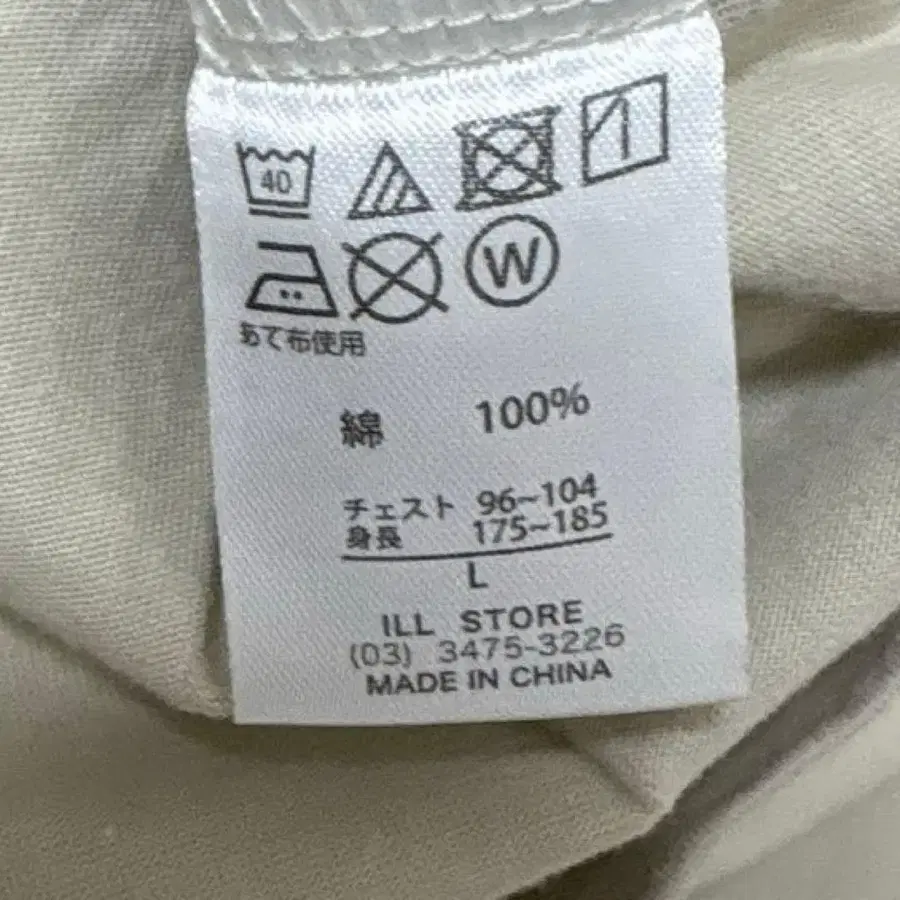 40
W
あて布使用
綿 100%
チェスト 96~104
身長 175~185
L
ILL STORE
(03) 3475-3226
MADE IN CHINA